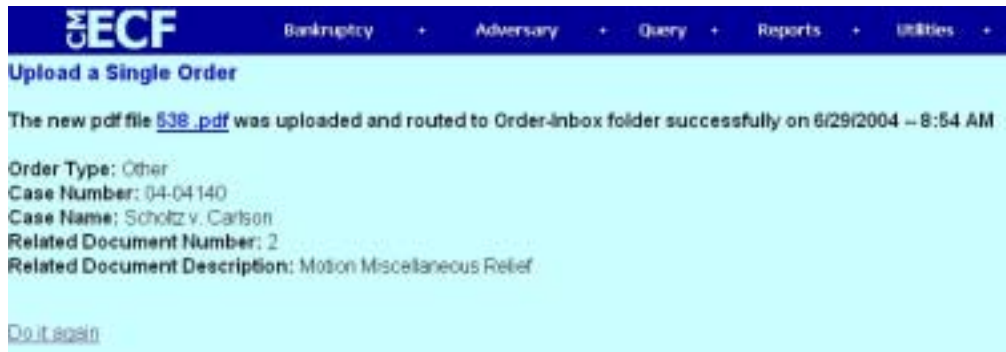 CM ECF Bankruptcy + Adversary + Query + Reports + Utilities +
Upload a Single Order
The new pdf file 538 .pdf was uploaded and routed to Order-Inbox folder successfully on 6/29/2004 -- 8:54 AM
Order Type: Other
Case Number: 04-04140
Case Name: Scholtz v. Carlson
Related Document Number: 2
Related Document Description: Motion Miscellaneous Relief
Do it again